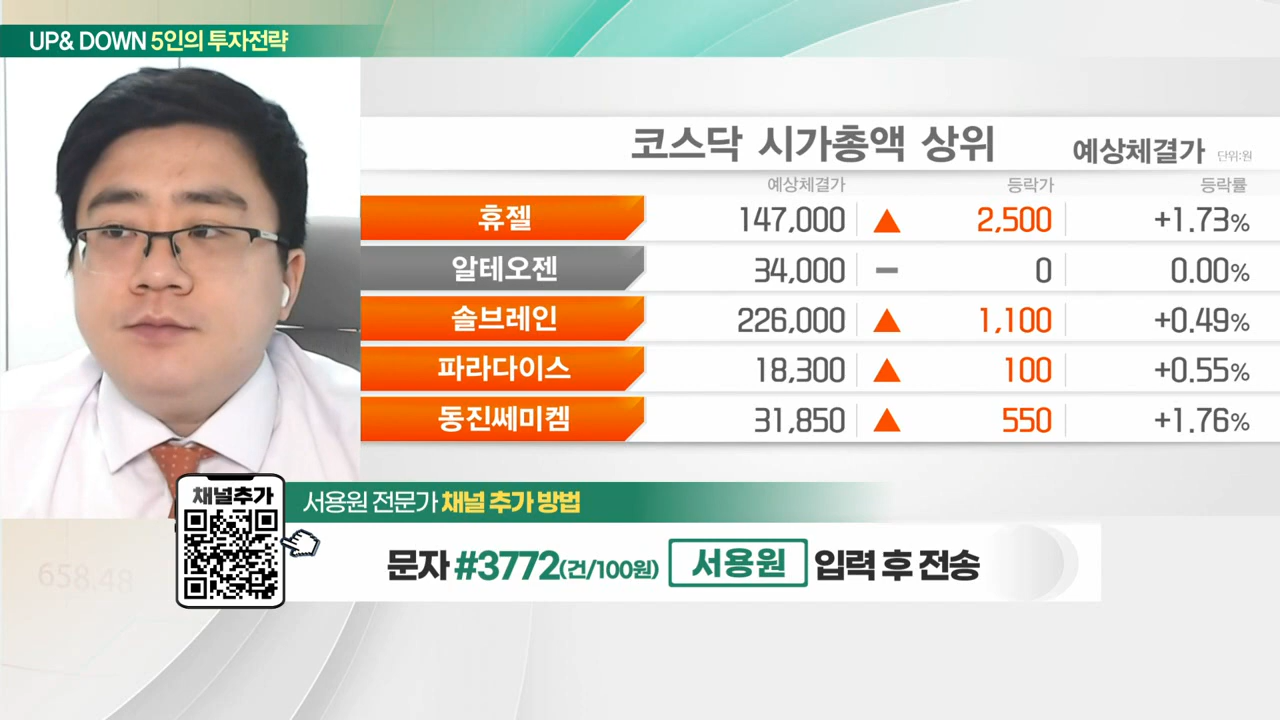 UP& DOWN 5인의 투자전략
코스닥 시가총액 상위 예상체결가 단위:원
예상체결가 등락가 등락률
휴젤 147,000 ▲ 2,500 +1.73%
알테오젠 34,000 - 0 0.00%
솔브레인 226,000 ▲ 1,100 +0.49%
파라다이스 18,300 ▲ 100 +0.55%
동진쎄미켐 31,850 ▲ 550 +1.76%
채널추가
서용원 전문가 채널 추가 방법
문자 #3772(건/100원) 서용원 입력 후 전송
658.48